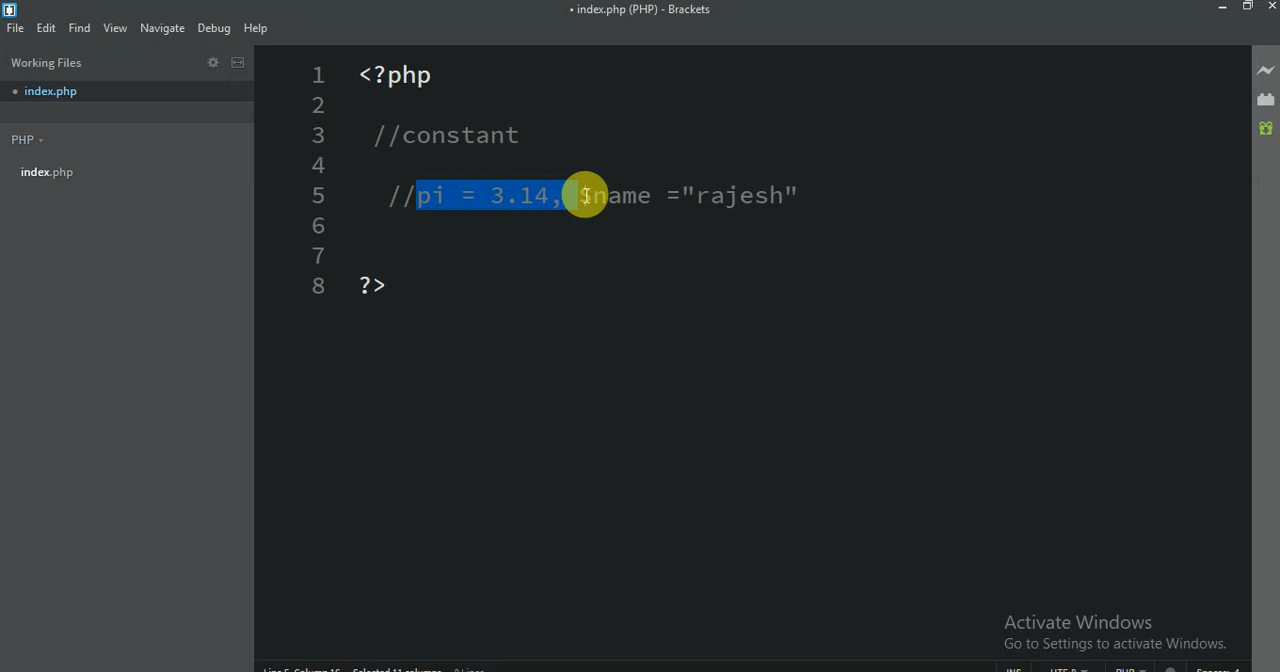 • index.php (PHP) - Brackets
File Edit Find View Navigate Debug Help
Working Files
• index.php
PHP
index.php
1 <?php
2
3 //constant
4
5 //pi = 3.14, $name ="rajesh"
6
7
8 ?>
Activate Windows
Go to Settings to activate Windows.